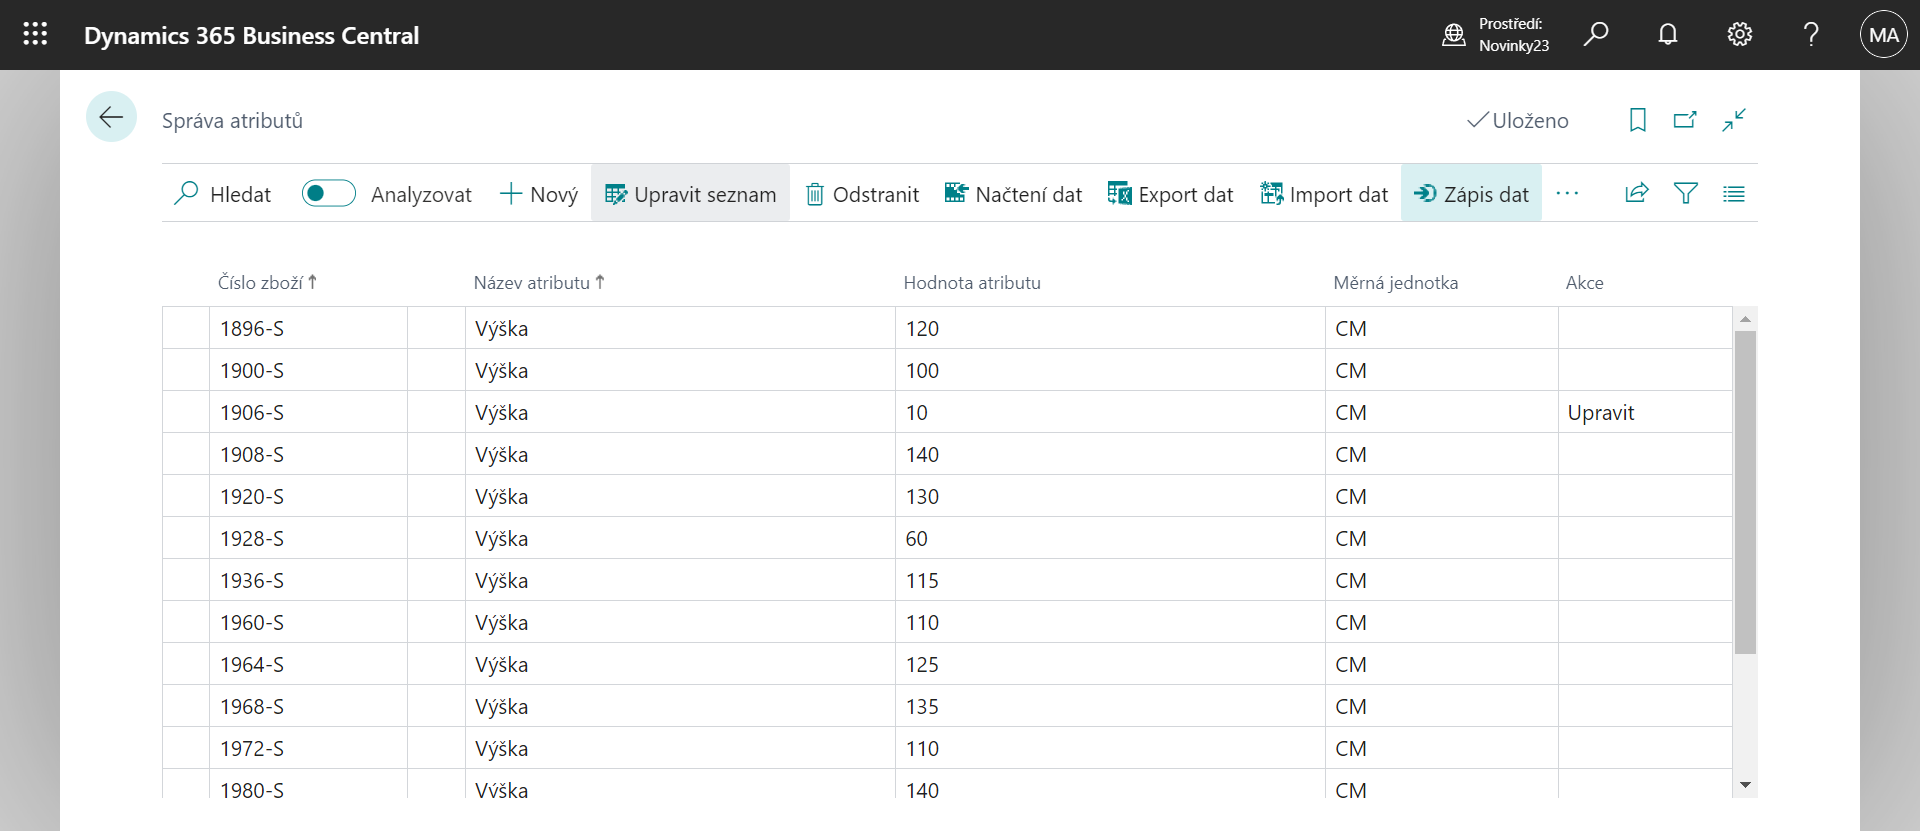 Dynamics 365 Business Central
Prostředí:
Novinky23
MA
Správa atributů
Uloženo
Hledat Analyzovat Nový Upravit seznam Odstranit Načtení dat Export dat Import dat Zápis dat ...
Číslo zboží ↑ Název atributu ↑ Hodnota atributu Měrná jednotka Akce
1896-S Výška 120 CM
1900-S Výška 100 CM
1906-S Výška 10 CM Upravit
1908-S Výška 140 CM
1920-S Výška 130 CM
1928-S Výška 60 CM
1936-S Výška 115 CM
1960-S Výška 110 CM
1964-S Výška 125 CM
1968-S Výška 135 CM
1972-S Výška 110 CM
1980-S Výška 140 CM